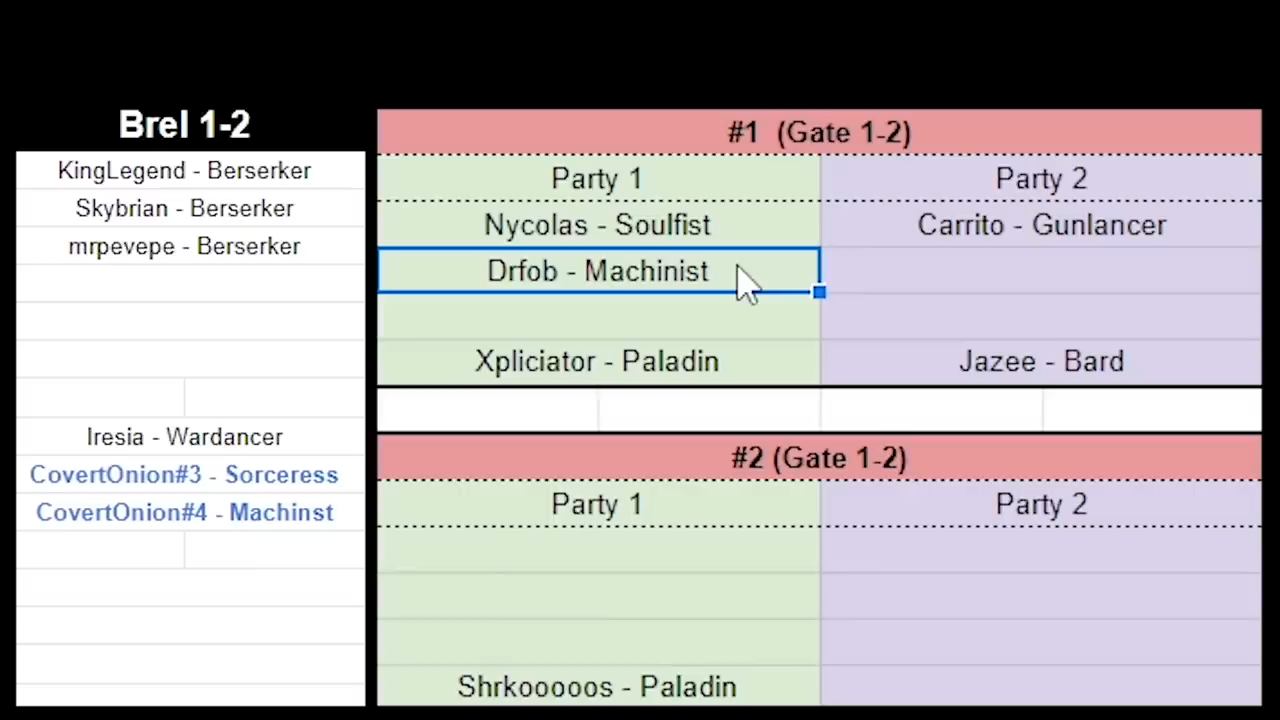 Brel 1-2
KingLegend - Berserker
Skybrian - Berserker
mrpevepe - Berserker
Iresia - Wardancer
CovertOnion#3 - Sorceress
CovertOnion#4 - Machinst
#1 (Gate 1-2)
Party 1 Party 2
Nycolas - Soulfist Carrito - Gunlancer
Drfob - Machinist
Xpliciator - Paladin Jazee - Bard
#2 (Gate 1-2)
Party 1 Party 2
Shrkooooos - Paladin